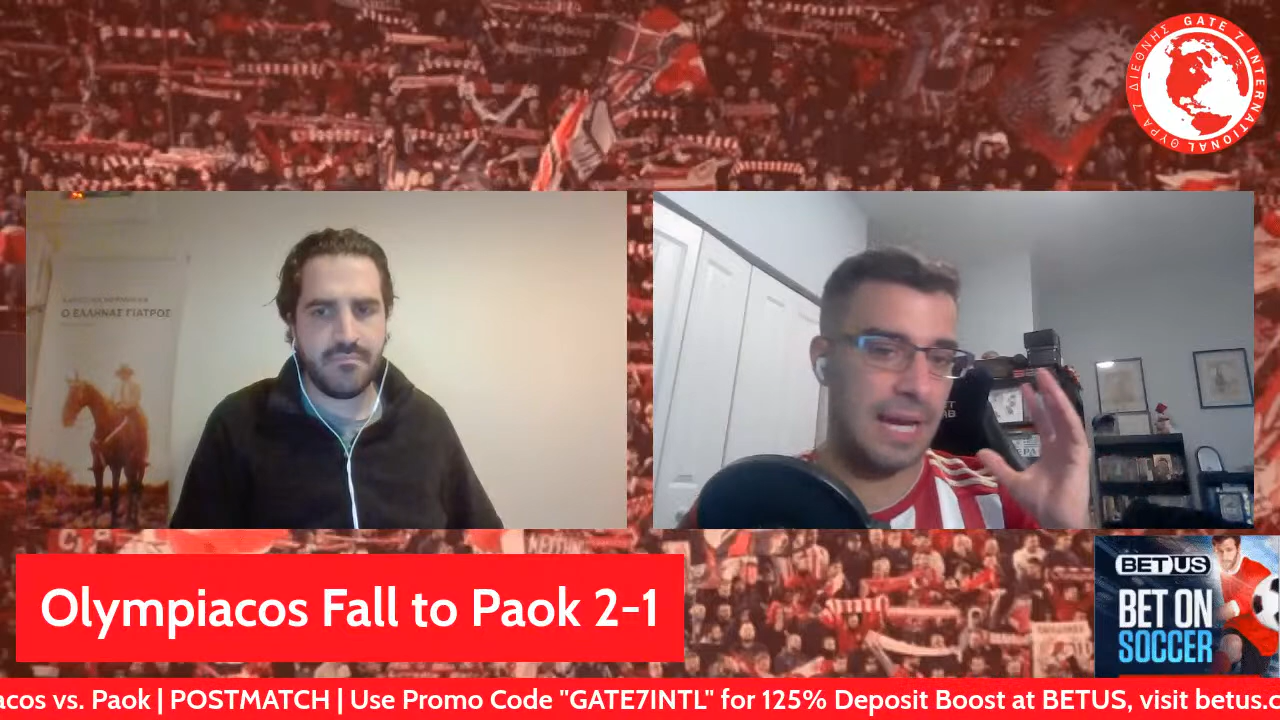 ΘΥΡΑ 7 ΔΙΕΘΝΗΣ GATE 7 INTERNATIONAL
Ο ΕΛΛΗΝΑΣ ΓΙΑΤΡΟΣ
Olympiacos Fall to Paok 2-1
BETUS
BET ON
SOCCER
acos vs. Paok | POSTMATCH | Use Promo Code "GATE7INTL" for 125% Deposit Boost at BETUS, visit betus.c